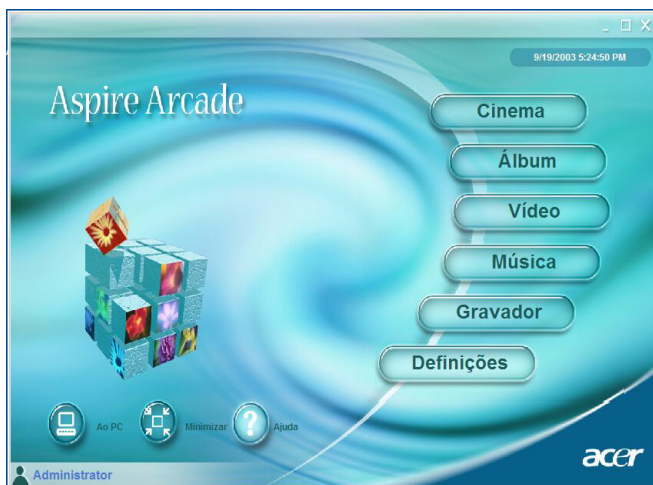 9/19/2003 5:24:50 PM
Aspire Arcade
Cinema
Álbum
Vídeo
Música
Gravador
Definições
Ao PC
Minimizar
?
Ajuda
acer
Administrator